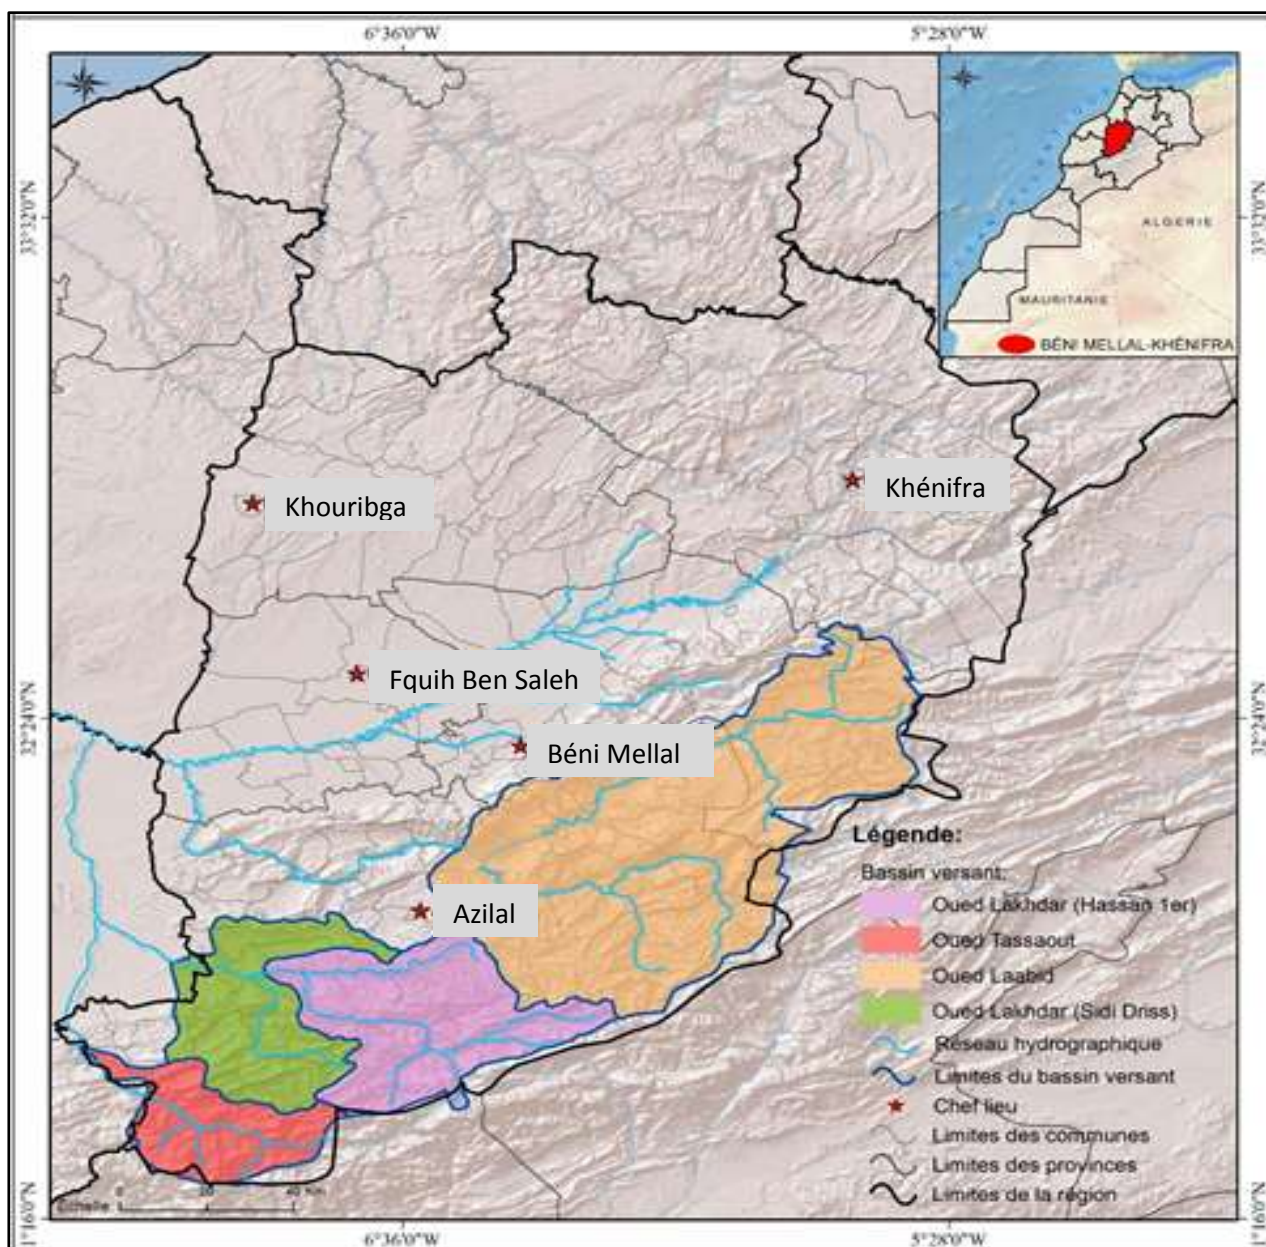 6°36'0"W
5°28'0"W
33°32'0"N
33°32'0"N
ALGERIE
MAURITANIE
BÉNI MELLAL-KHÉNIFRA
Khouribga
Khénifra
Fquih Ben Saleh
32°24'0"N
32°24'0"N
Béni Mellal
Azilal
Légende:
Bassin versant:
Oued Lakhdar (Hassan 1er)
Oued Tassaout
Oued Laabid
Oued Lakhdar (Sidi Driss)
Réseau hydrographique
Limites du bassin versant
Chef lieu
Limites des communes
Limites des provinces
Limites de la région
Echelle 0 20 40 Km
6°36'0"W
5°28'0"W